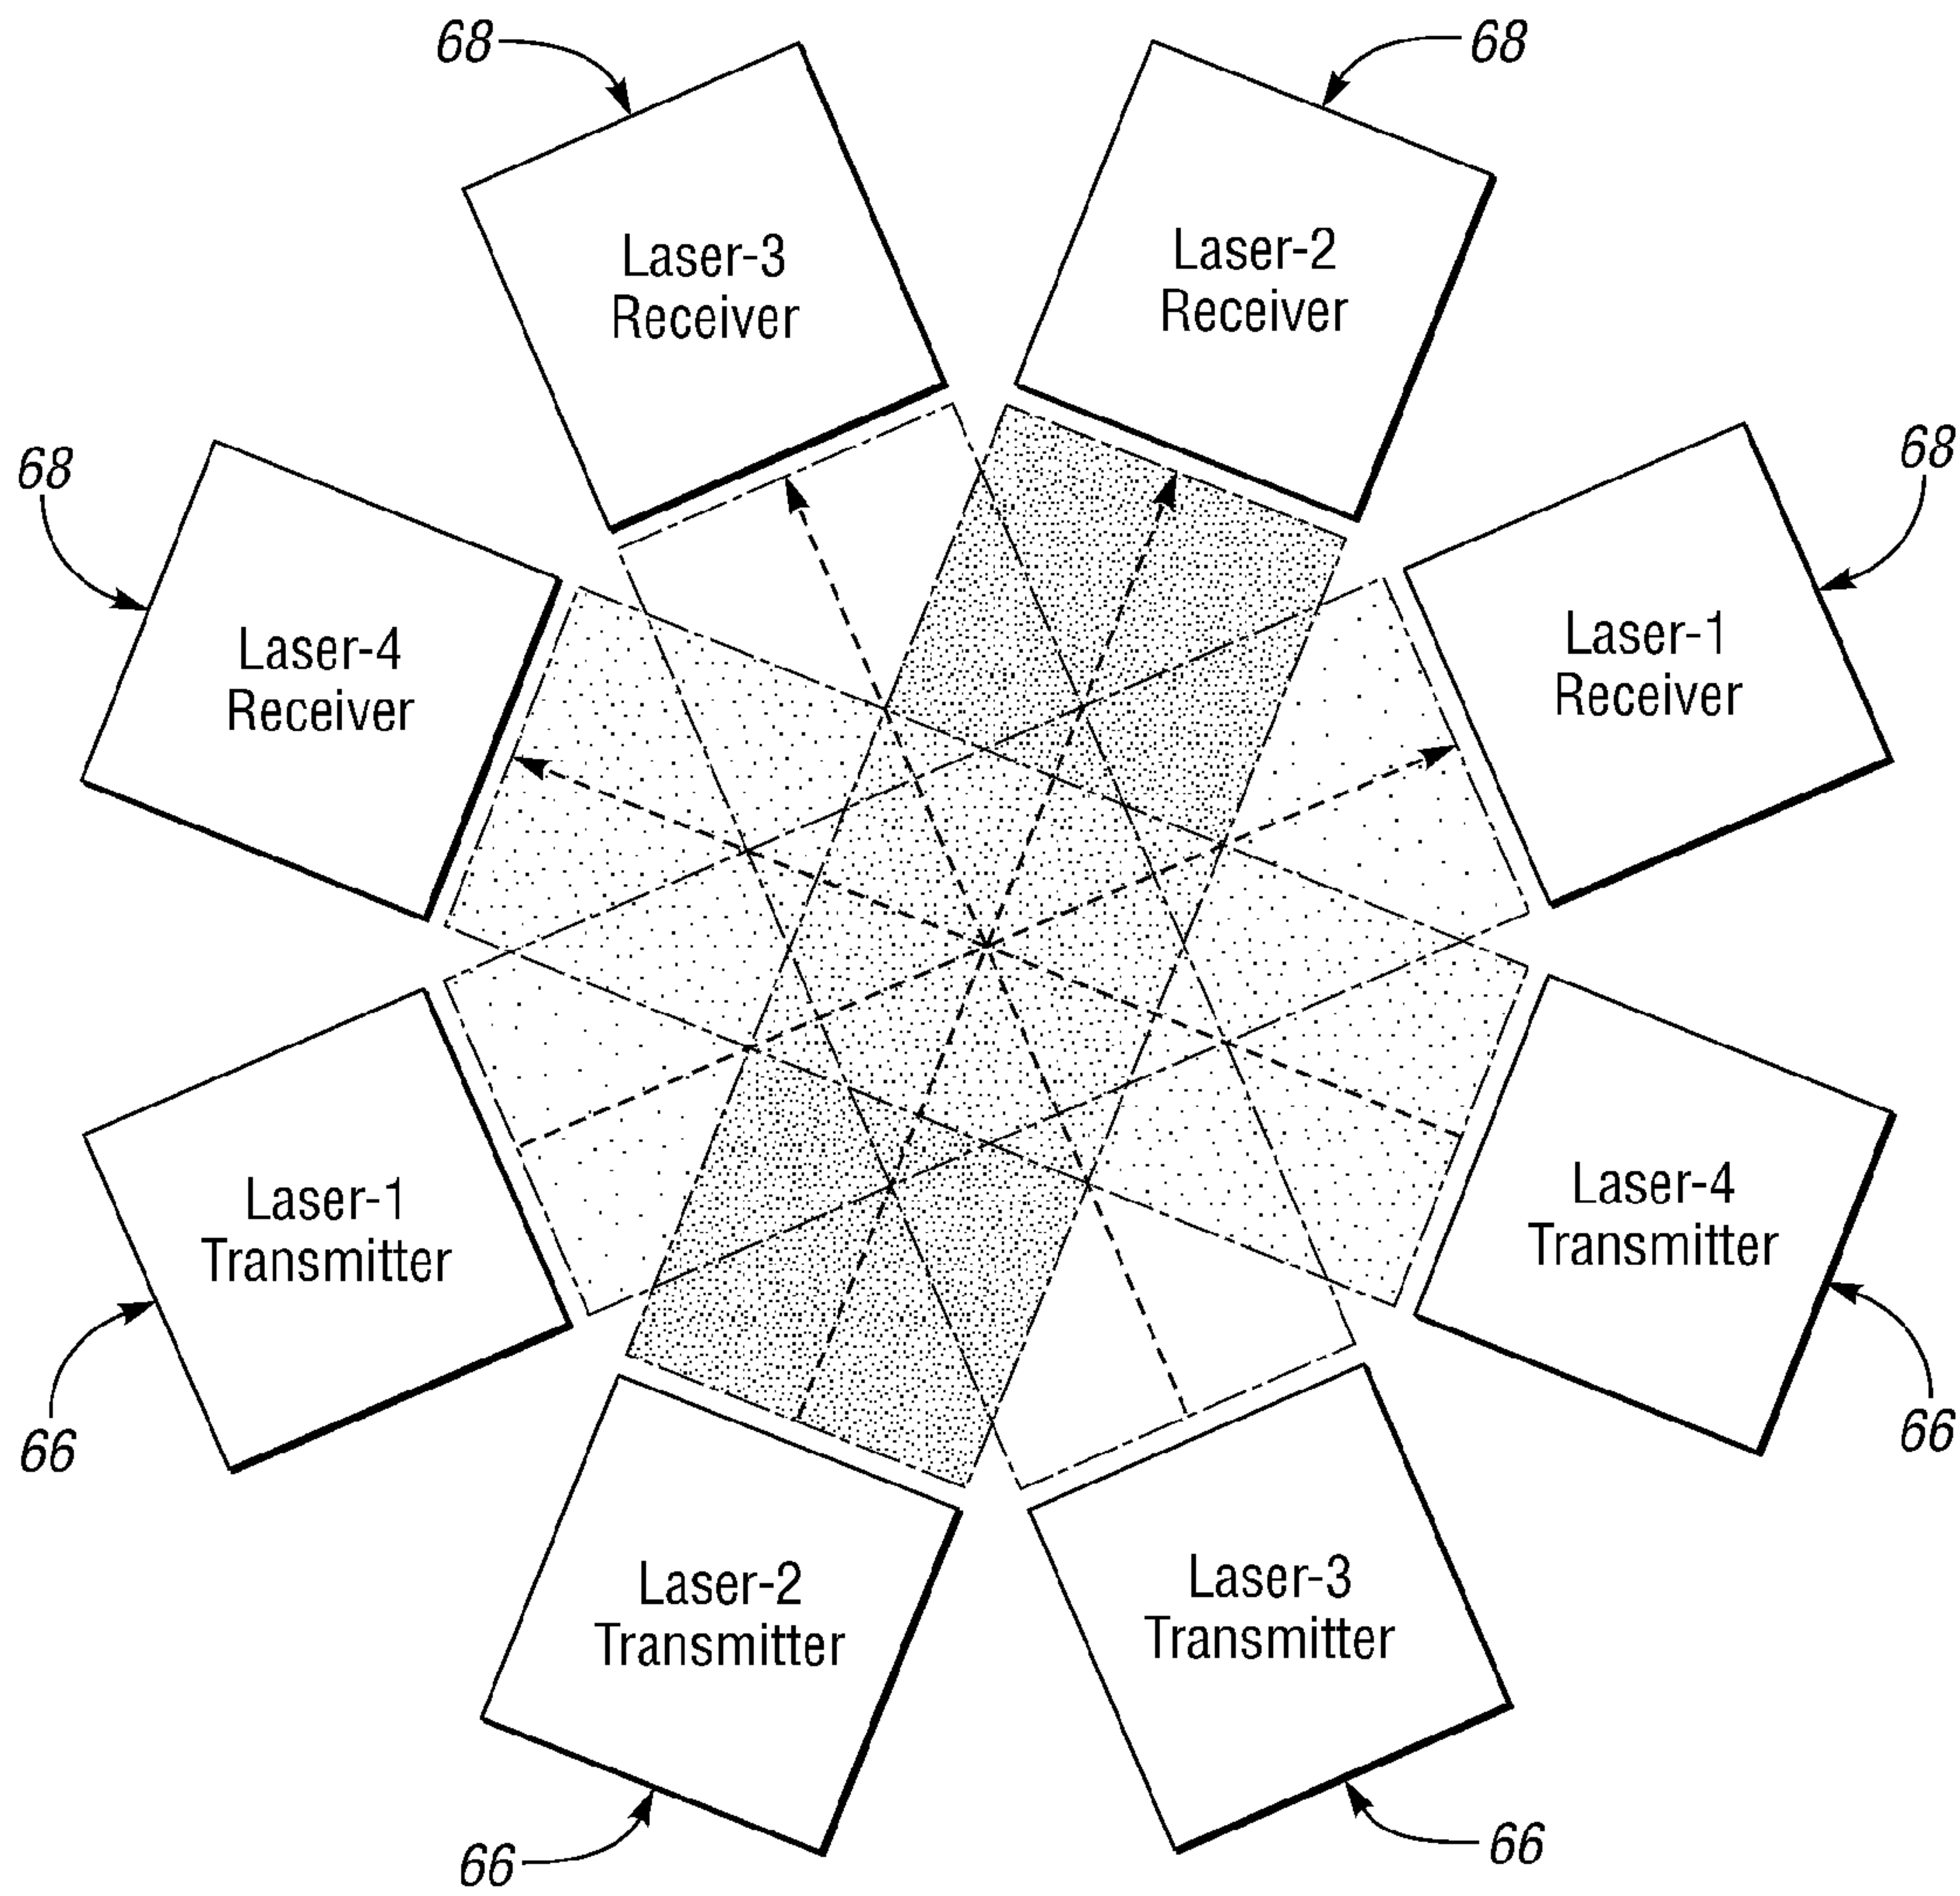 68
68
Laser-3
Receiver
Laser-2
Receiver
68
68
Laser-4
Receiver
Laser-1
Receiver
Laser-1
Transmitter
Laser-4
Transmitter
66
66
Laser-2
Transmitter
Laser-3
Transmitter
66
66